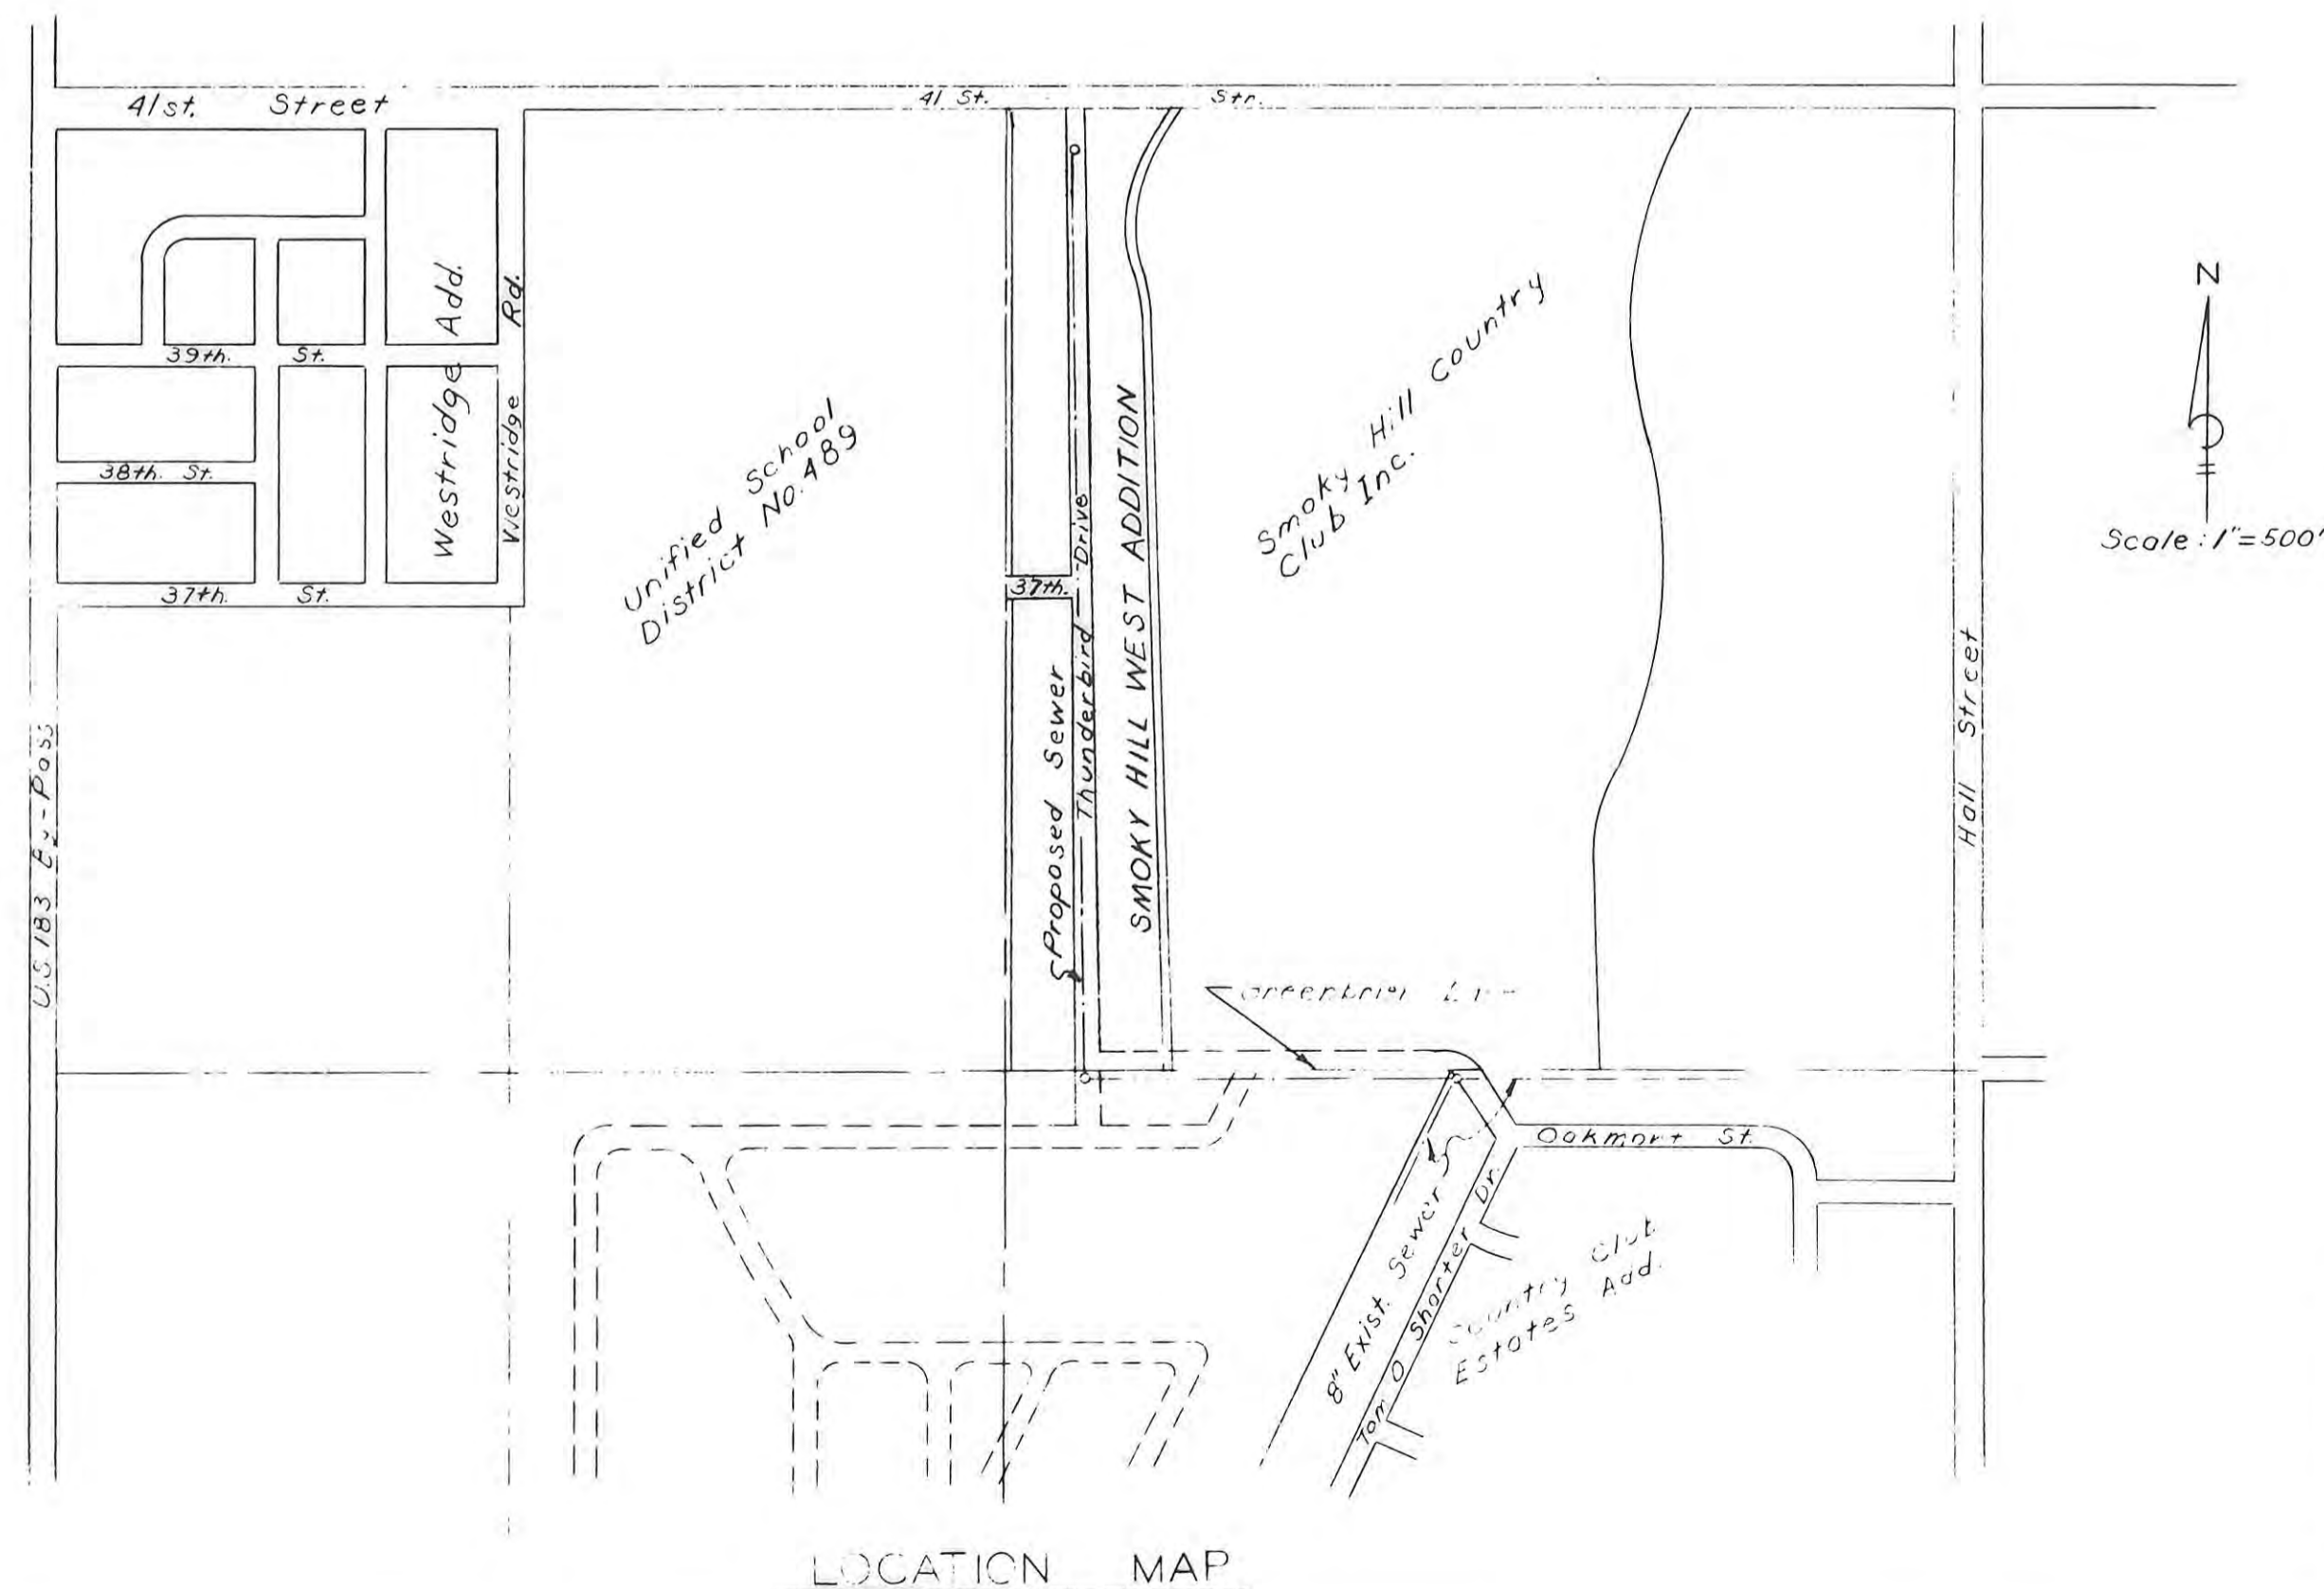 41st. Street
41 St. Str.
N
Scale: 1"=500'
Westridge Add.
Westridge Rd.
39th. St.
38th. St.
37th. St.
Unified School
District No. 489
37th.
Thunderbird Drive
Proposed Sewer
SMOKY HILL WEST ADDITION
Smoky Hill Country
Club Inc.
Hall Street
U.S. 183 By-Pass
Oakmont St.
8" Exist. Sewer
Tom O Shorter Dr.
Country Club
Estates Add.
LOCATION MAP